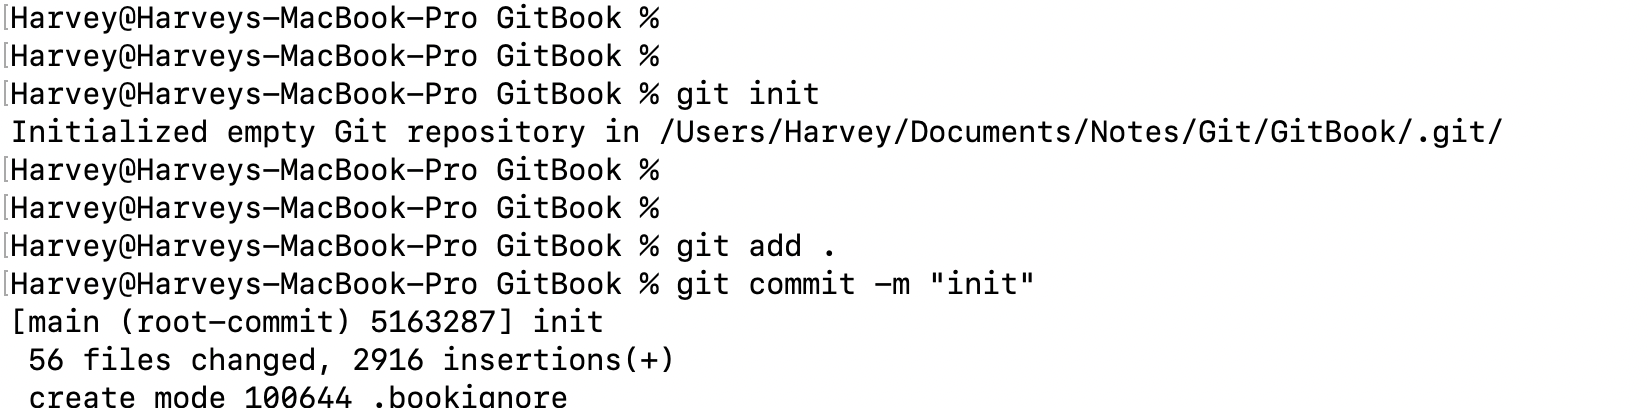 [Harvey@Harveys-MacBook-Pro GitBook %
[Harvey@Harveys-MacBook-Pro GitBook %
[Harvey@Harveys-MacBook-Pro GitBook % git init
Initialized empty Git repository in /Users/Harvey/Documents/Notes/Git/GitBook/.git/
[Harvey@Harveys-MacBook-Pro GitBook %
[Harvey@Harveys-MacBook-Pro GitBook %
[Harvey@Harveys-MacBook-Pro GitBook % git add .
[Harvey@Harveys-MacBook-Pro GitBook % git commit -m "init"
[main (root-commit) 5163287] init
 56 files changed, 2916 insertions(+)
 create mode 100644 .bookignore